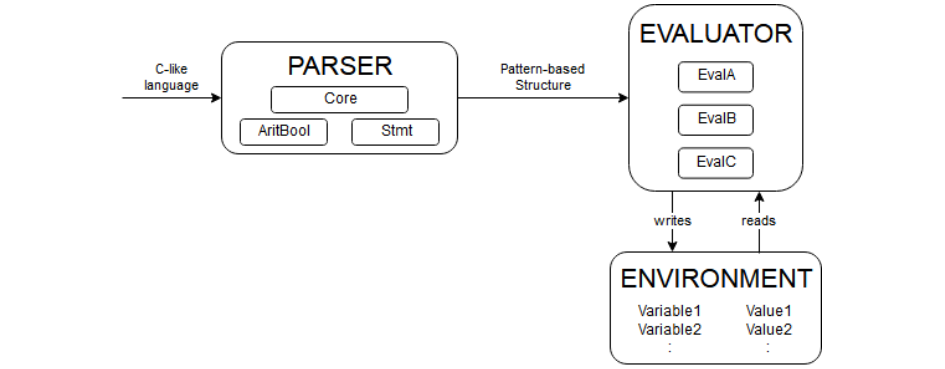 C-like
language
PARSER
Core
AritBool
Stmt
Pattern-based
Structure
EVALUATOR
EvalA
EvalB
EvalC
writes
reads
ENVIRONMENT
Variable1 Value1
Variable2 Value2
: :